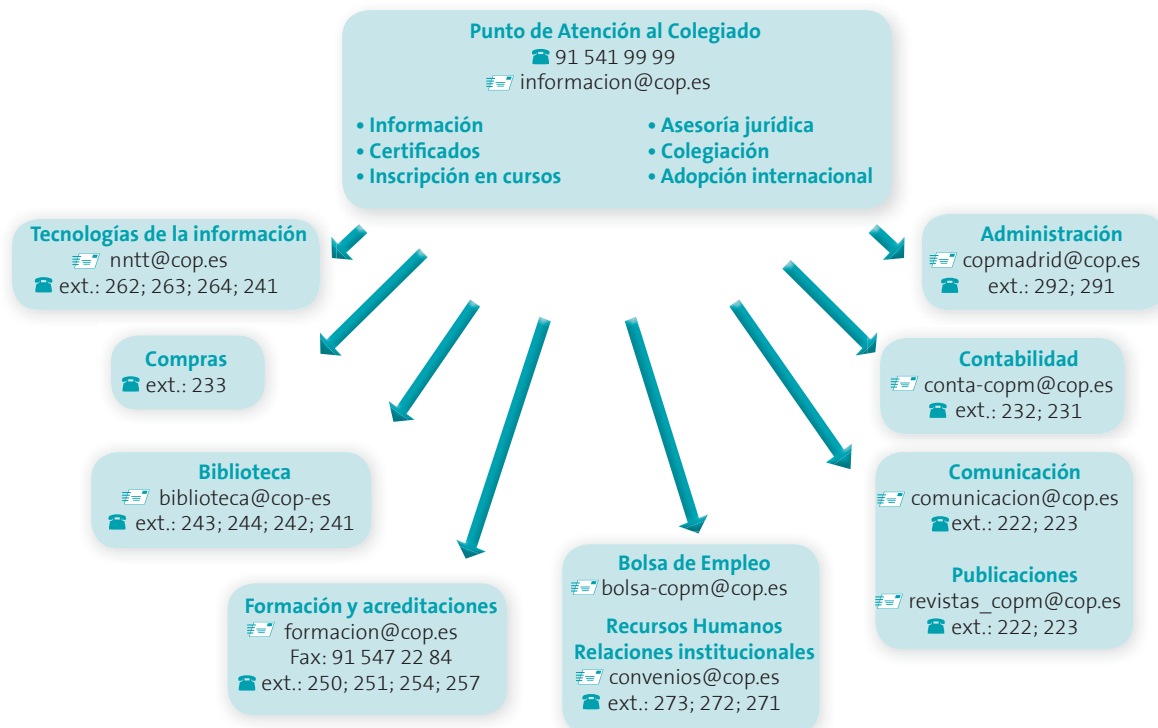 Punto de Atención al Colegiado
91 541 99 99
informacion@cop.es
• Información
• Certificados
• Inscripción en cursos
• Asesoría jurídica
• Colegiación
• Adopción internacional
Tecnologías de la información
nntt@cop.es
ext.: 262; 263; 264; 241
Administración
copmadrid@cop.es
ext.: 292; 291
Compras
ext.: 233
Contabilidad
conta-copm@cop.es
ext.: 232; 231
Biblioteca
biblioteca@cop-es
ext.: 243; 244; 242; 241
Comunicación
comunicacion@cop.es
ext.: 222; 223
Publicaciones
revistas_copm@cop.es
ext.: 222; 223
Formación y acreditaciones
formacion@cop.es
Fax: 91 547 22 84
ext.: 250; 251; 254; 257
Bolsa de Empleo
bolsa-copm@cop.es
Recursos Humanos
Relaciones institucionales
convenios@cop.es
ext.: 273; 272; 271